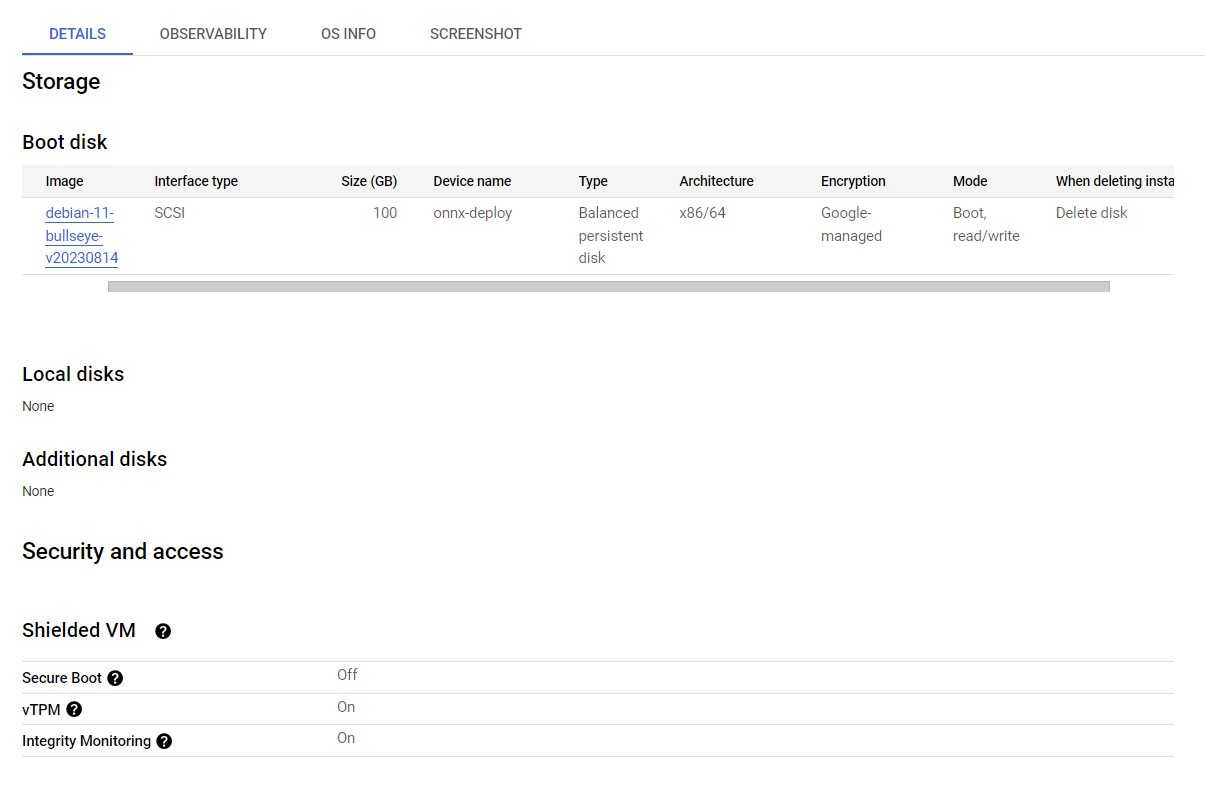 DETAILS OBSERVABILITY OS INFO SCREENSHOT
Storage
Boot disk
Image Interface type Size (GB) Device name Type Architecture Encryption Mode When deleting insta
debian-11- SCSI 100 onnx-deploy Balanced x86/64 Google- Boot, Delete disk
bullseye- persistent managed read/write
v20230814 disk
Local disks
None
Additional disks
None
Security and access
Shielded VM ?
Secure Boot ? Off
vTPM ? On
Integrity Monitoring ? On